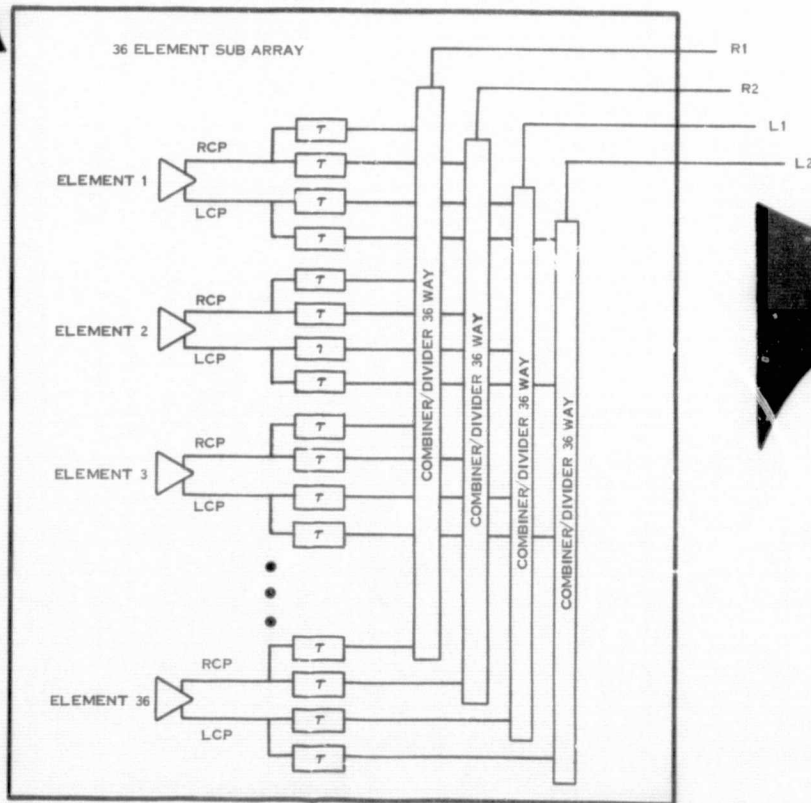 36 ELEMENT SUB ARRAY
R1
R2
L1
L2
ELEMENT 1
RCP
LCP
τ
τ
τ
τ
ELEMENT 2
RCP
LCP
τ
τ
τ
τ
ELEMENT 3
RCP
LCP
τ
τ
τ
τ
ELEMENT 36
RCP
LCP
τ
τ
τ
τ
COMBINER/DIVIDER 36 WAY
COMBINER/DIVIDER 36 WAY
COMBINER/DIVIDER 36 WAY
COMBINER/DIVIDER 36 WAY